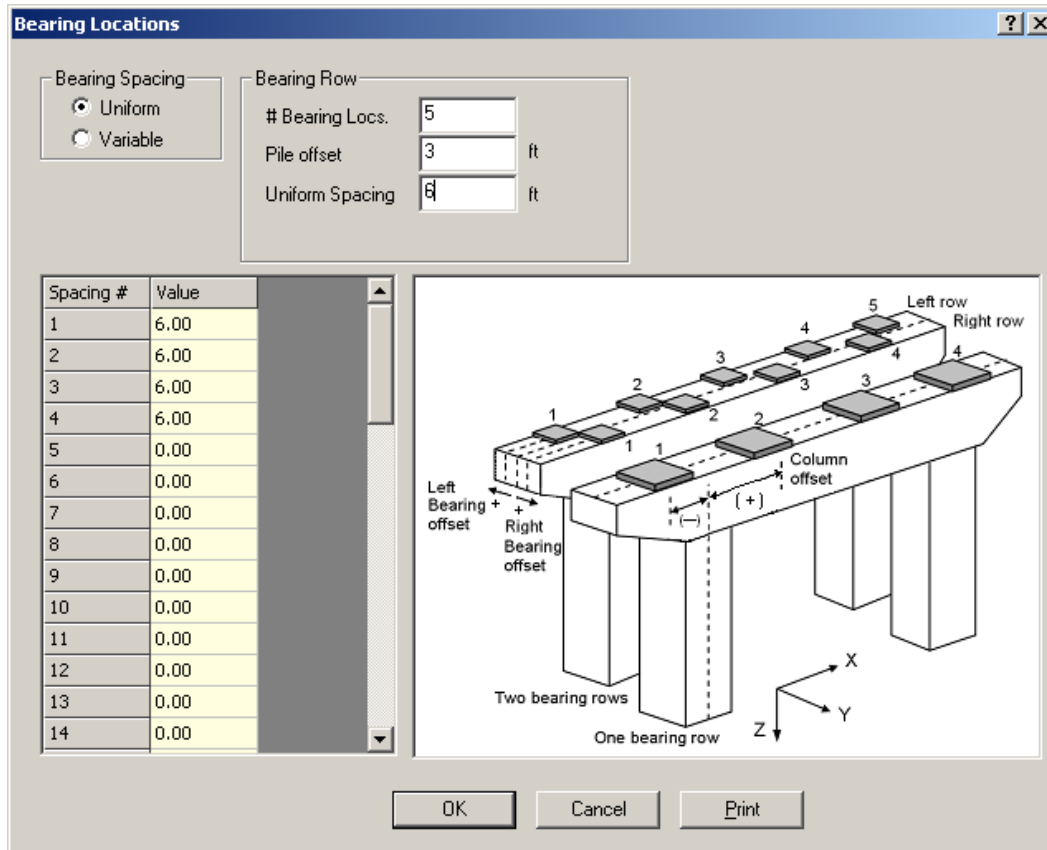 Bearing Locations
Bearing Spacing
Uniform
Variable
Bearing Row
# Bearing Locs. 5
Pile offset 3 ft
Uniform Spacing 6 ft
Spacing # Value
1 6.00
2 6.00
3 6.00
4 6.00
5 0.00
6 0.00
7 0.00
8 0.00
9 0.00
10 0.00
11 0.00
12 0.00
13 0.00
14 0.00
5 Left row
Right row
4
4 4
3
3 3
2
2 2
1
1 1
Column
offset
(—) (+)
Left
Bearing +
offset
+
Right
Bearing
offset
X
Y
Z
Two bearing rows
One bearing row
OK Cancel Print